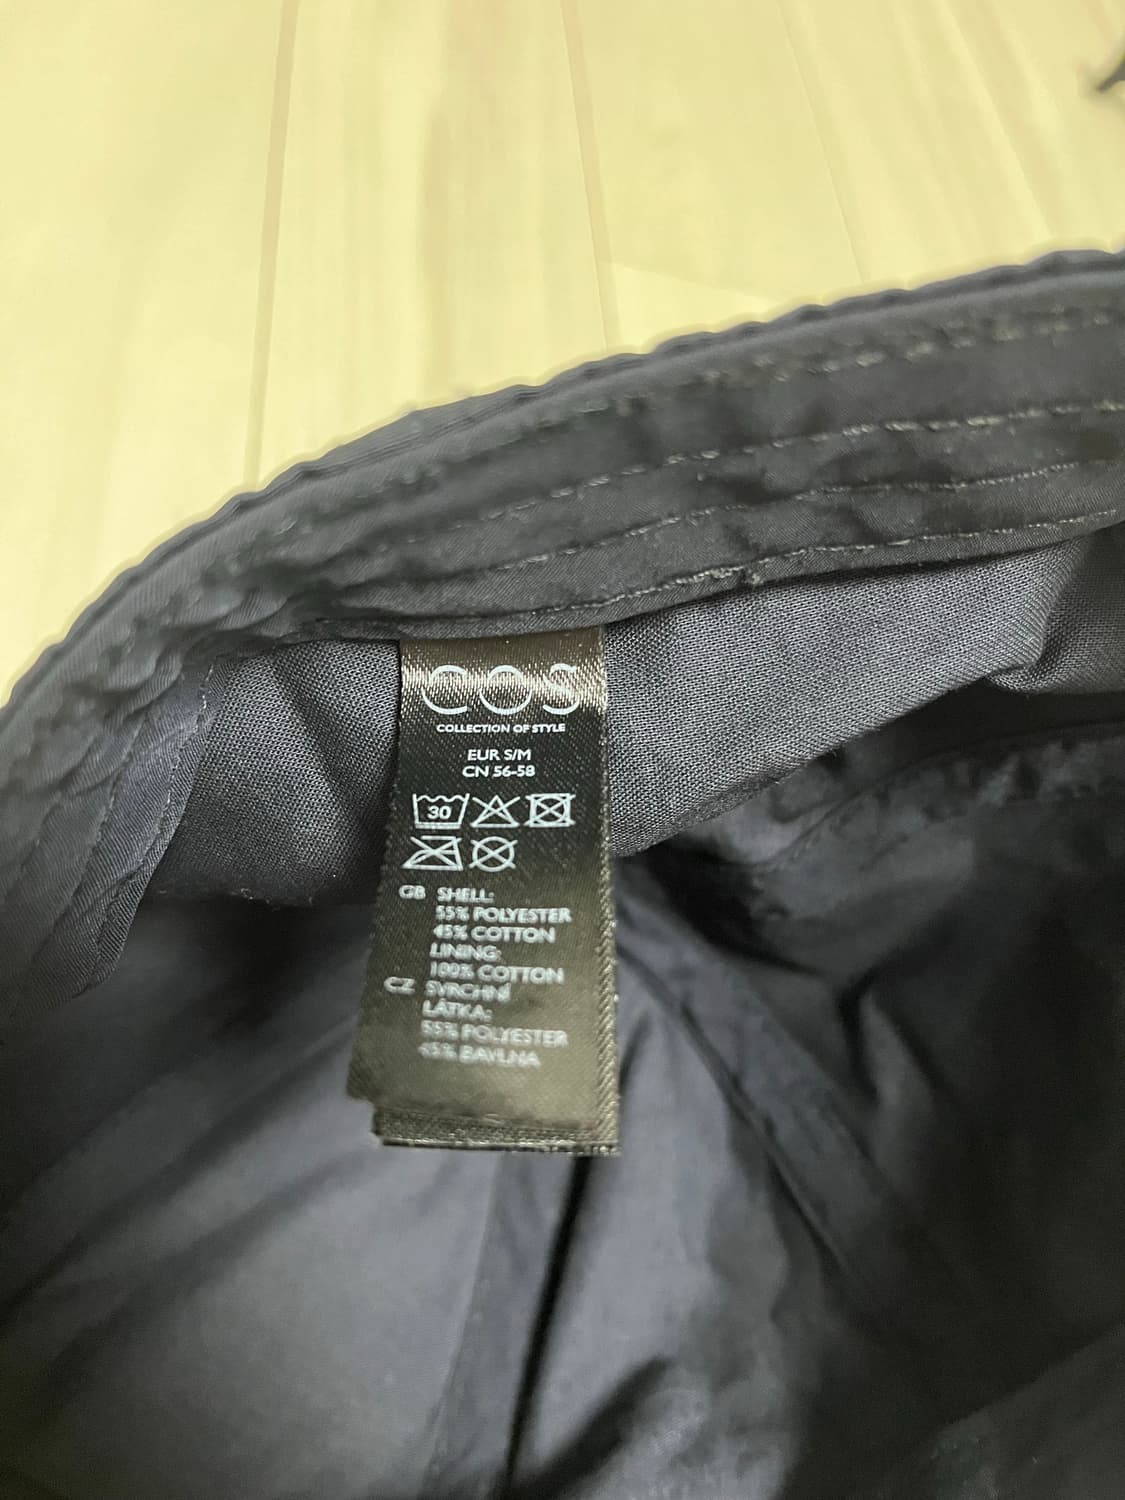 COS
COLLECTION OF STYLE
EUR S/M
CN 56-58
30
GB SHELL:
55% POLYESTER
45% COTTON
LINING:
100% COTTON
CZ SVRCHNÍ
LÁTKA:
55% POLYESTER
45% BAVLNA